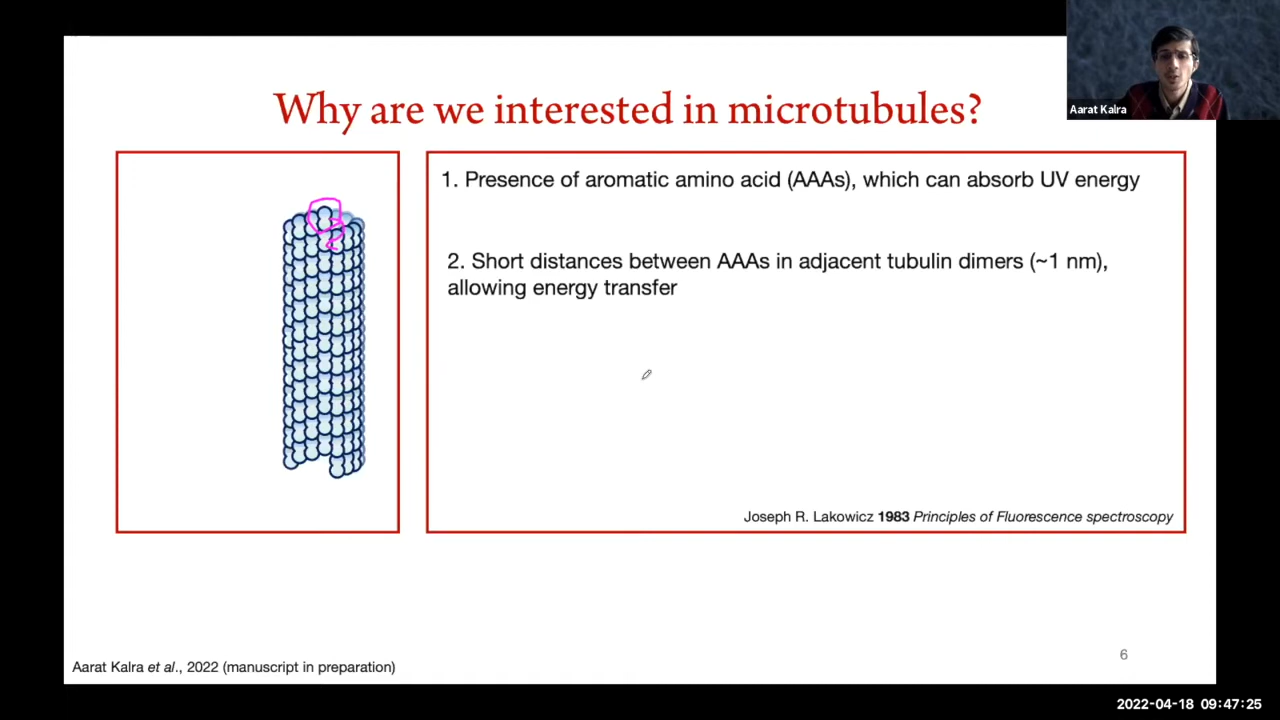 Why are we interested in microtubules?
Aarat Kalra
1. Presence of aromatic amino acid (AAAs), which can absorb UV energy
2. Short distances between AAAs in adjacent tubulin dimers (~1 nm),
allowing energy transfer
Joseph R. Lakowicz 1983 Principles of Fluorescence spectroscopy
6
Aarat Kalra et al., 2022 (manuscript in preparation)
2022-04-18 09:47:25